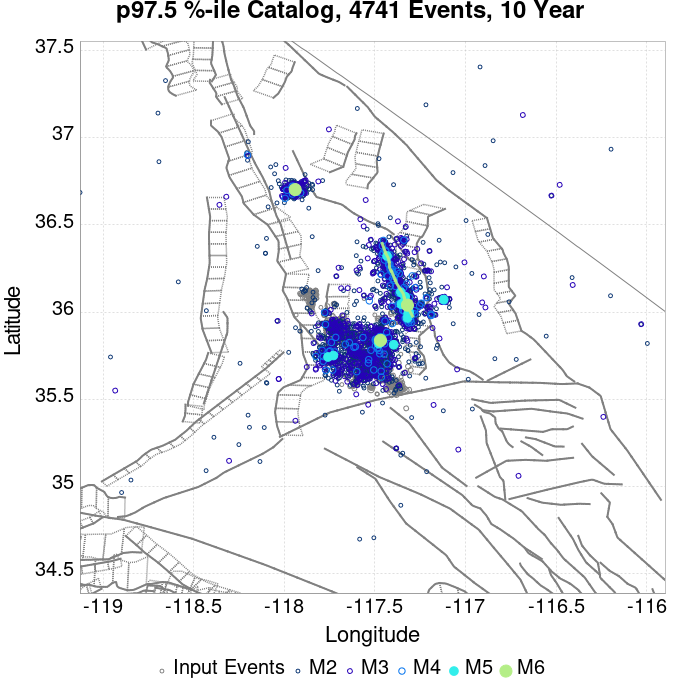 p97.5 %-ile Catalog, 4741 Events, 10 Year
37.5
37
36.5
36
35.5
35
34.5
Latitude
-119 -118.5 -118 -117.5 -117 -116.5 -116
Longitude
Input Events M2 M3 M4 M5 M6